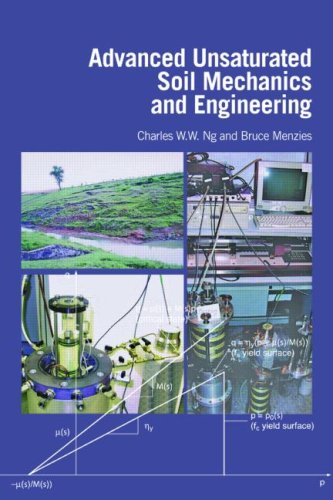 Advanced Unsaturated
Soil Mechanics
and Engineering
Charles W.W. Ng and Bruce Menzies
q
q = ηy(p + μ(s)/M(s))
(fc yield surface)
M(s)
p = p0(s)
(fc yield surface)
μ(s)
ηy
−μ(s)/M(s))
p